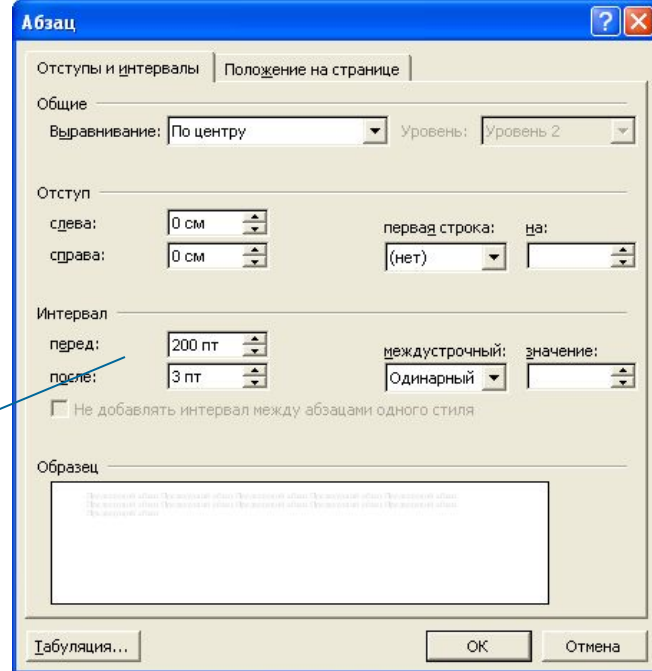 Абзац
Отступы и интервалы Положение на странице
Общие
Выравнивание: По центру Уровень: Уровень 2
Отступ
слева: 0 см первая строка: на:
справа: 0 см (нет)
Интервал
перед: 200 пт междустрочный: значение:
после: 3 пт Одинарный
Не добавлять интервал между абзацами одного стиля
Образец
Табуляция... ОК Отмена